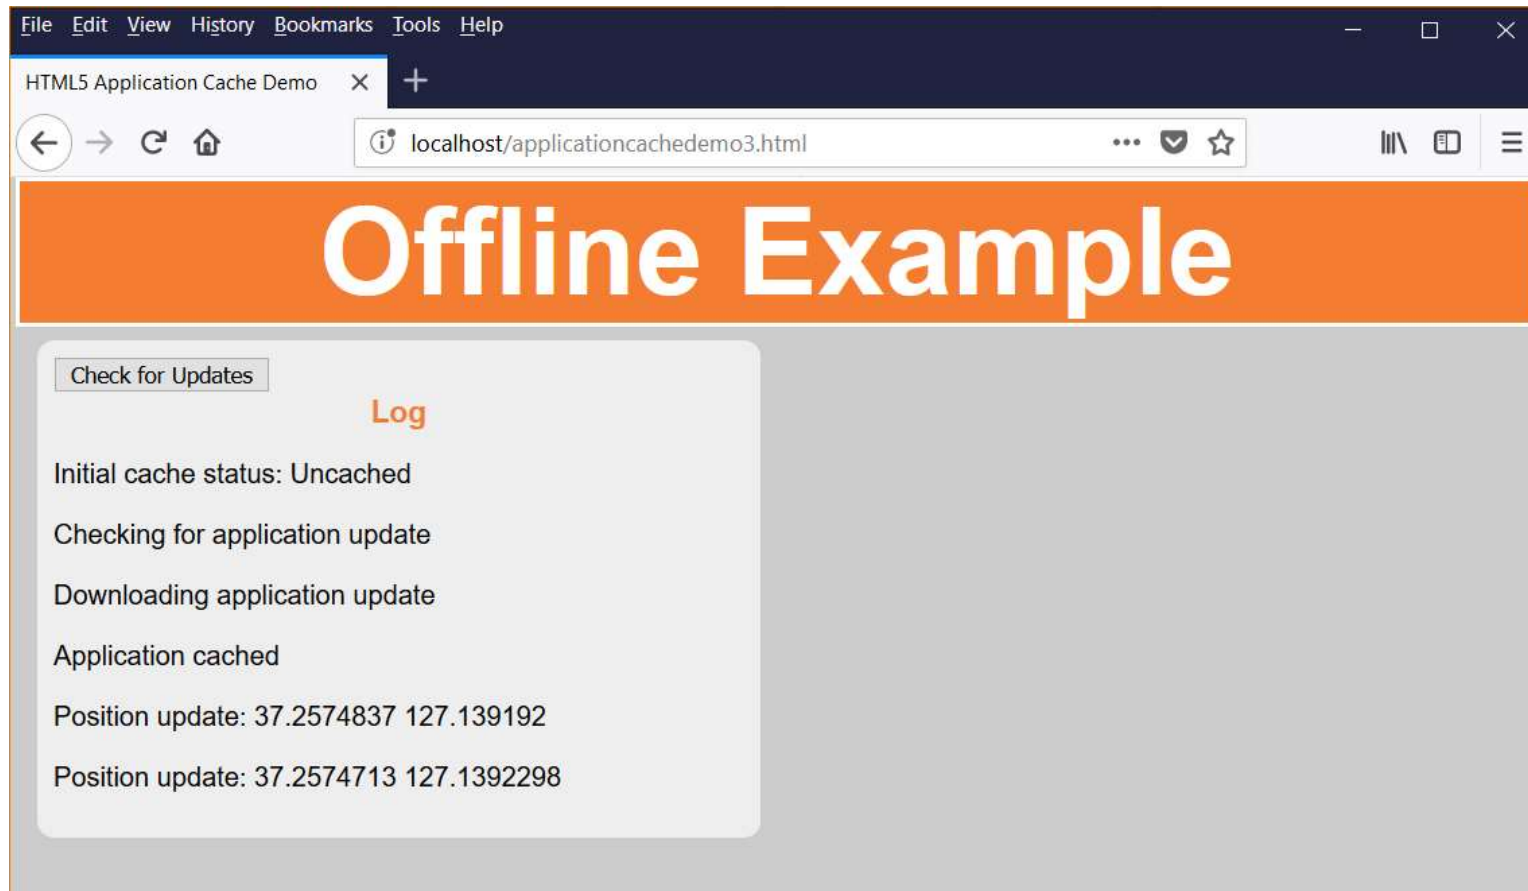 File Edit View History Bookmarks Tools Help
HTML5 Application Cache Demo
localhost/applicationcachedemo3.html
Offline Example
Check for Updates
Log
Initial cache status: Uncached
Checking for application update
Downloading application update
Application cached
Position update: 37.2574837 127.139192
Position update: 37.2574713 127.1392298